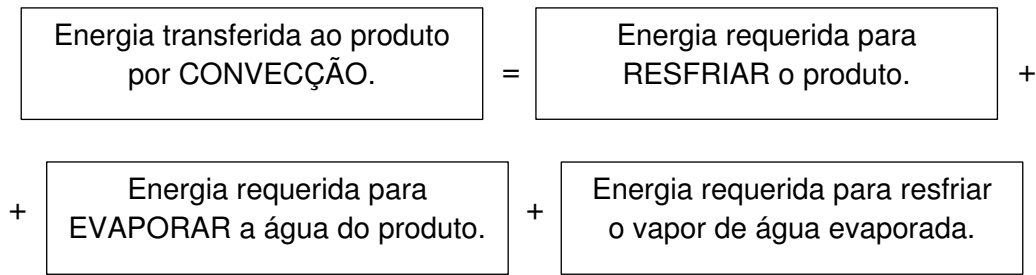 Energia transferida ao produto
por CONVECÇÃO.
=
Energia requerida para
RESFRIAR o produto.
+
+
Energia requerida para
EVAPORAR a água do produto.
+
Energia requerida para resfriar
o vapor de água evaporada.